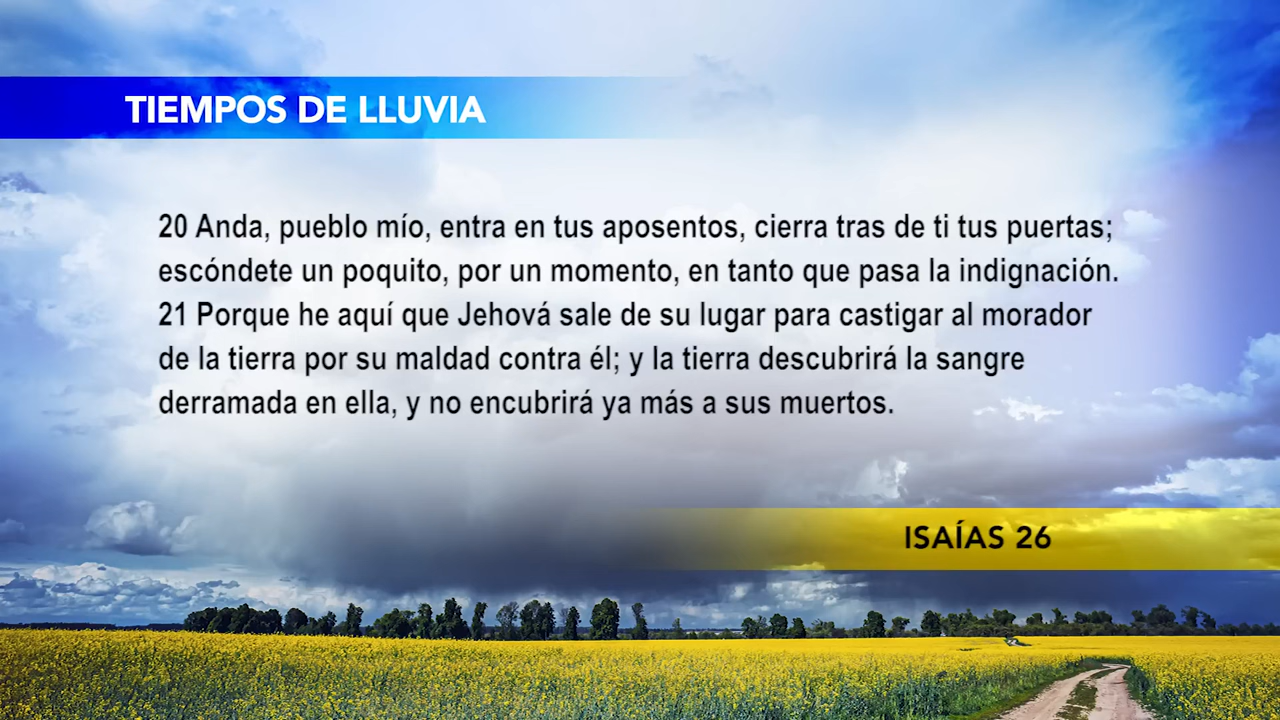 TIEMPOS DE LLUVIA
20 Anda, pueblo mío, entra en tus aposentos, cierra tras de ti tus puertas;
escóndete un poquito, por un momento, en tanto que pasa la indignación.
21 Porque he aquí que Jehová sale de su lugar para castigar al morador
de la tierra por su maldad contra él; y la tierra descubrirá la sangre
derramada en ella, y no encubrirá ya más a sus muertos.
ISAÍAS 26